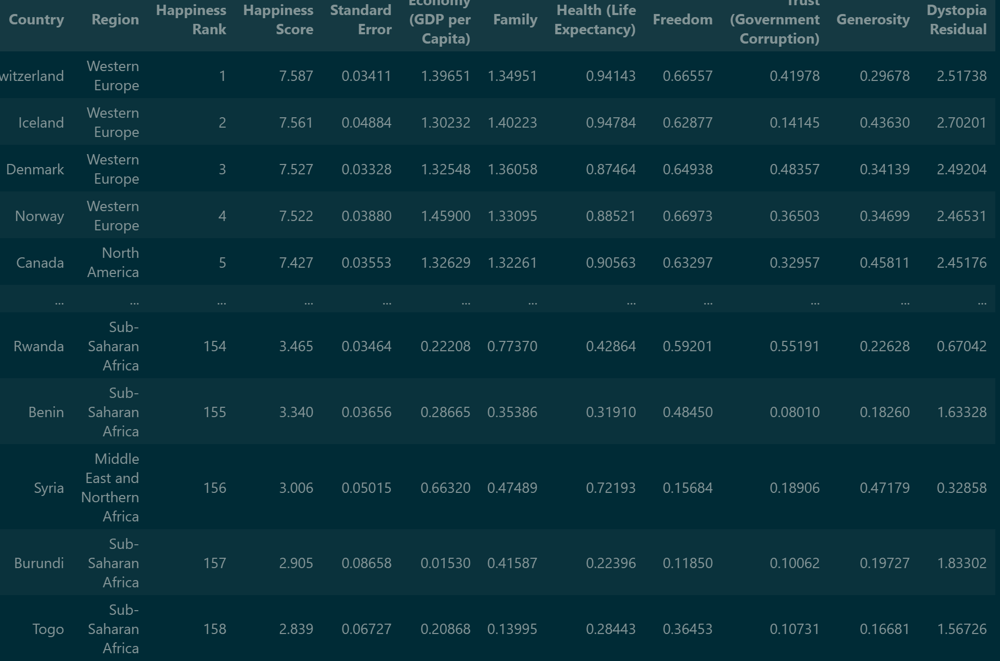 Country Region Happiness Rank Happiness Score Standard Error Economy (GDP per Capita) Family Health (Life Expectancy) Freedom Trust (Government Corruption) Generosity Dystopia Residual
witzerland Western Europe 1 7.587 0.03411 1.39651 1.34951 0.94143 0.66557 0.41978 0.29678 2.51738
Iceland Western Europe 2 7.561 0.04884 1.30232 1.40223 0.94784 0.62877 0.14145 0.43630 2.70201
Denmark Western Europe 3 7.527 0.03328 1.32548 1.36058 0.87464 0.64938 0.48357 0.34139 2.49204
Norway Western Europe 4 7.522 0.03880 1.45900 1.33095 0.88521 0.66973 0.36503 0.34699 2.46531
Canada North America 5 7.427 0.03553 1.32629 1.32261 0.90563 0.63297 0.32957 0.45811 2.45176
... ... ... ... ... ... ... ... ... ... ... ...
Rwanda Sub-Saharan Africa 154 3.465 0.03464 0.22208 0.77370 0.42864 0.59201 0.55191 0.22628 0.67042
Benin Sub-Saharan Africa 155 3.340 0.03656 0.28665 0.35386 0.31910 0.48450 0.08010 0.18260 1.63328
Syria Middle East and Northern Africa 156 3.006 0.05015 0.66320 0.47489 0.72193 0.15684 0.18906 0.47179 0.32858
Burundi Sub-Saharan Africa 157 2.905 0.08658 0.01530 0.41587 0.22396 0.11850 0.10062 0.19727 1.83302
Togo Sub-Saharan Africa 158 2.839 0.06727 0.20868 0.13995 0.28443 0.36453 0.10731 0.16681 1.56726